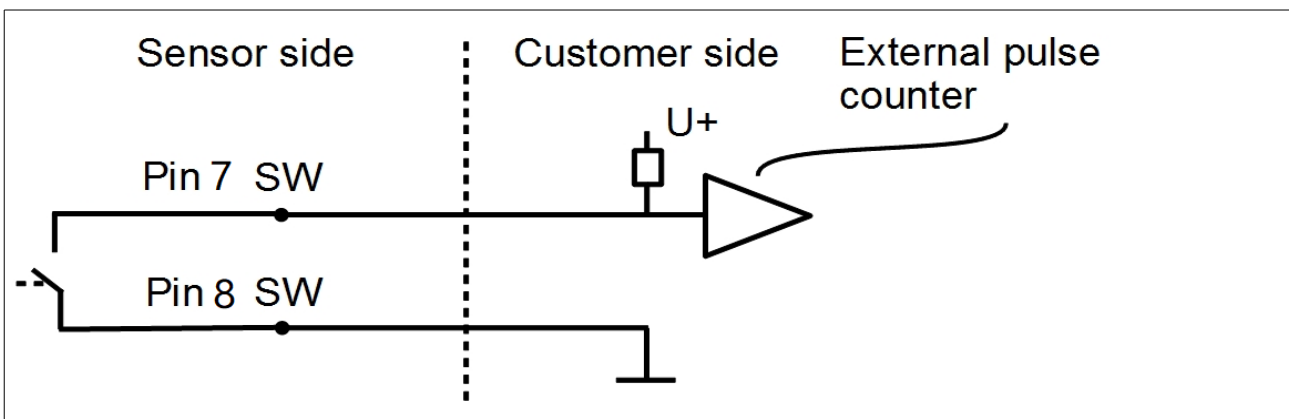 Sensor side
Customer side
External pulse
counter
U+
Pin 7 SW
Pin 8 SW